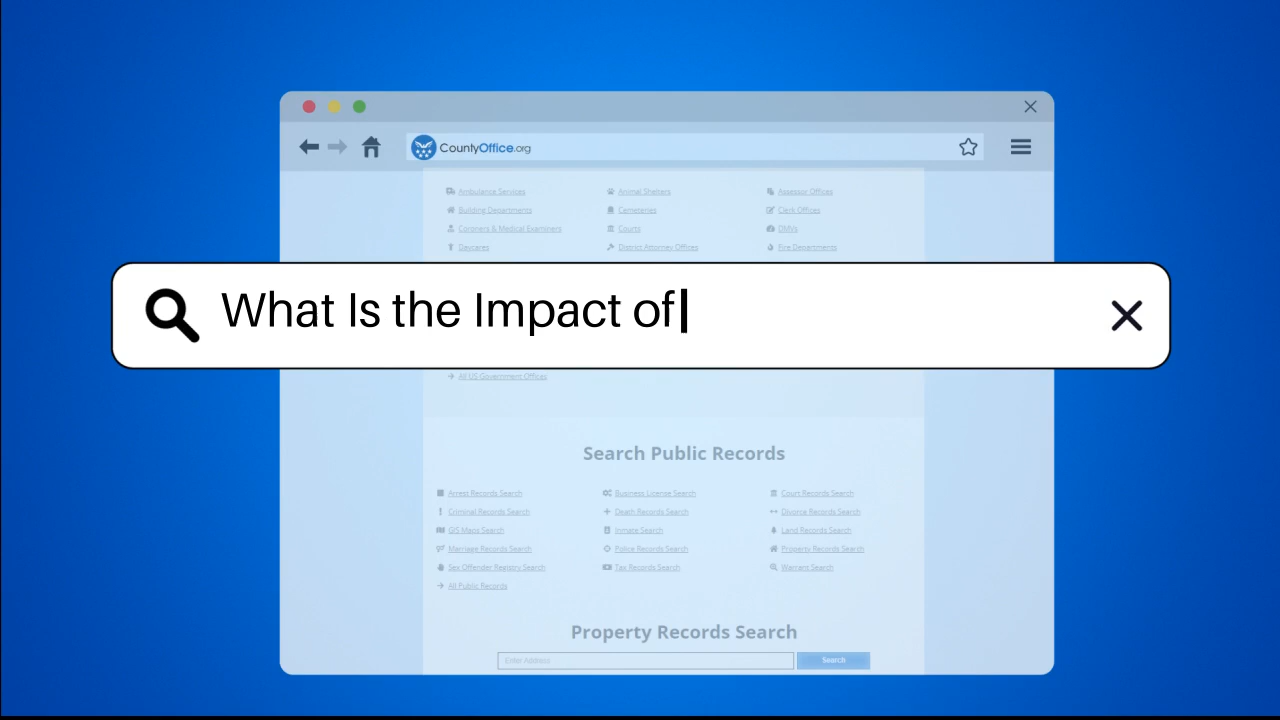 CountyOffice.org
Ambulance Services Animal Shelters Assessor Offices
Building Departments Cemeteries Clerk Offices
Coroners & Medical Examiners Courts DMVs
Daycares District Attorney Offices Fire Departments
What Is the Impact of
All US Government Offices
Search Public Records
Arrest Records Search Business License Search Court Records Search
Criminal Records Search Death Records Search Divorce Records Search
GIS Maps Search Inmate Search Land Records Search
Marriage Records Search Police Records Search Property Records Search
Sex Offender Registry Search Tax Records Search Warrant Search
All Public Records
Property Records Search
Enter Address Search